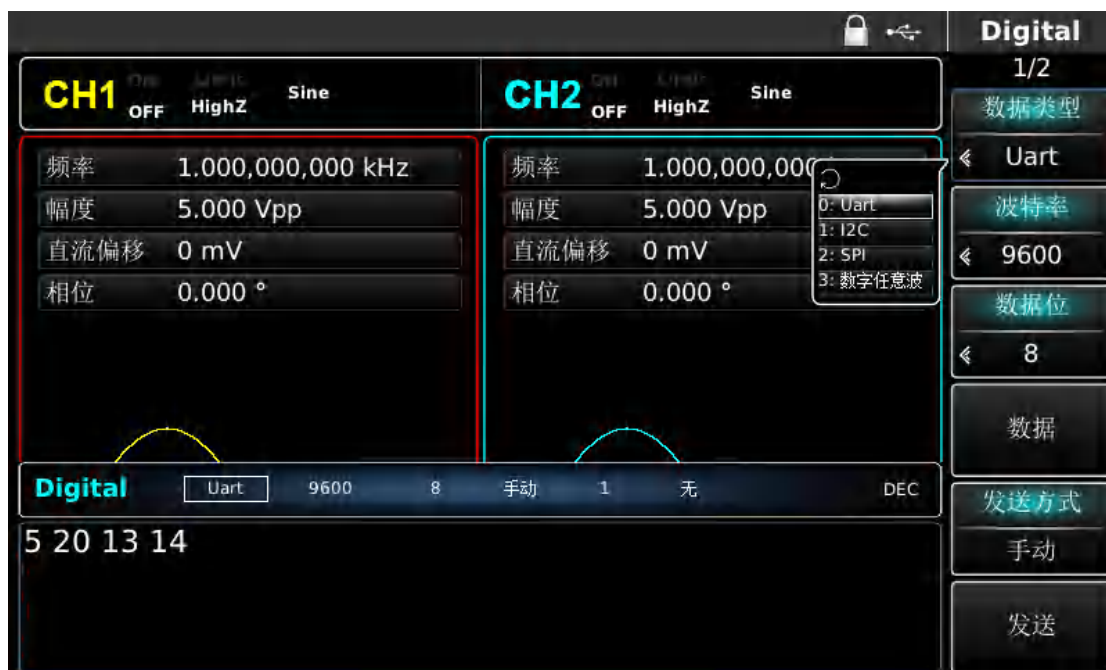 Digital
1/2
CH1 OFF HighZ Sine
CH2 OFF HighZ Sine
频率 1.000,000,000 kHz
幅度 5.000 Vpp
直流偏移 0 mV
相位 0.000 °
频率 1.000,000,000
幅度 5.000 Vpp
直流偏移 0 mV
相位 0.000 °
0: Uart
1: I2C
2: SPI
3: 数字任意波
数据类型
Uart
波特率
9600
数据位
8
数据
发送方式
手动
发送
Digital Uart 9600 8 手动 1 无 DEC
5 20 13 14